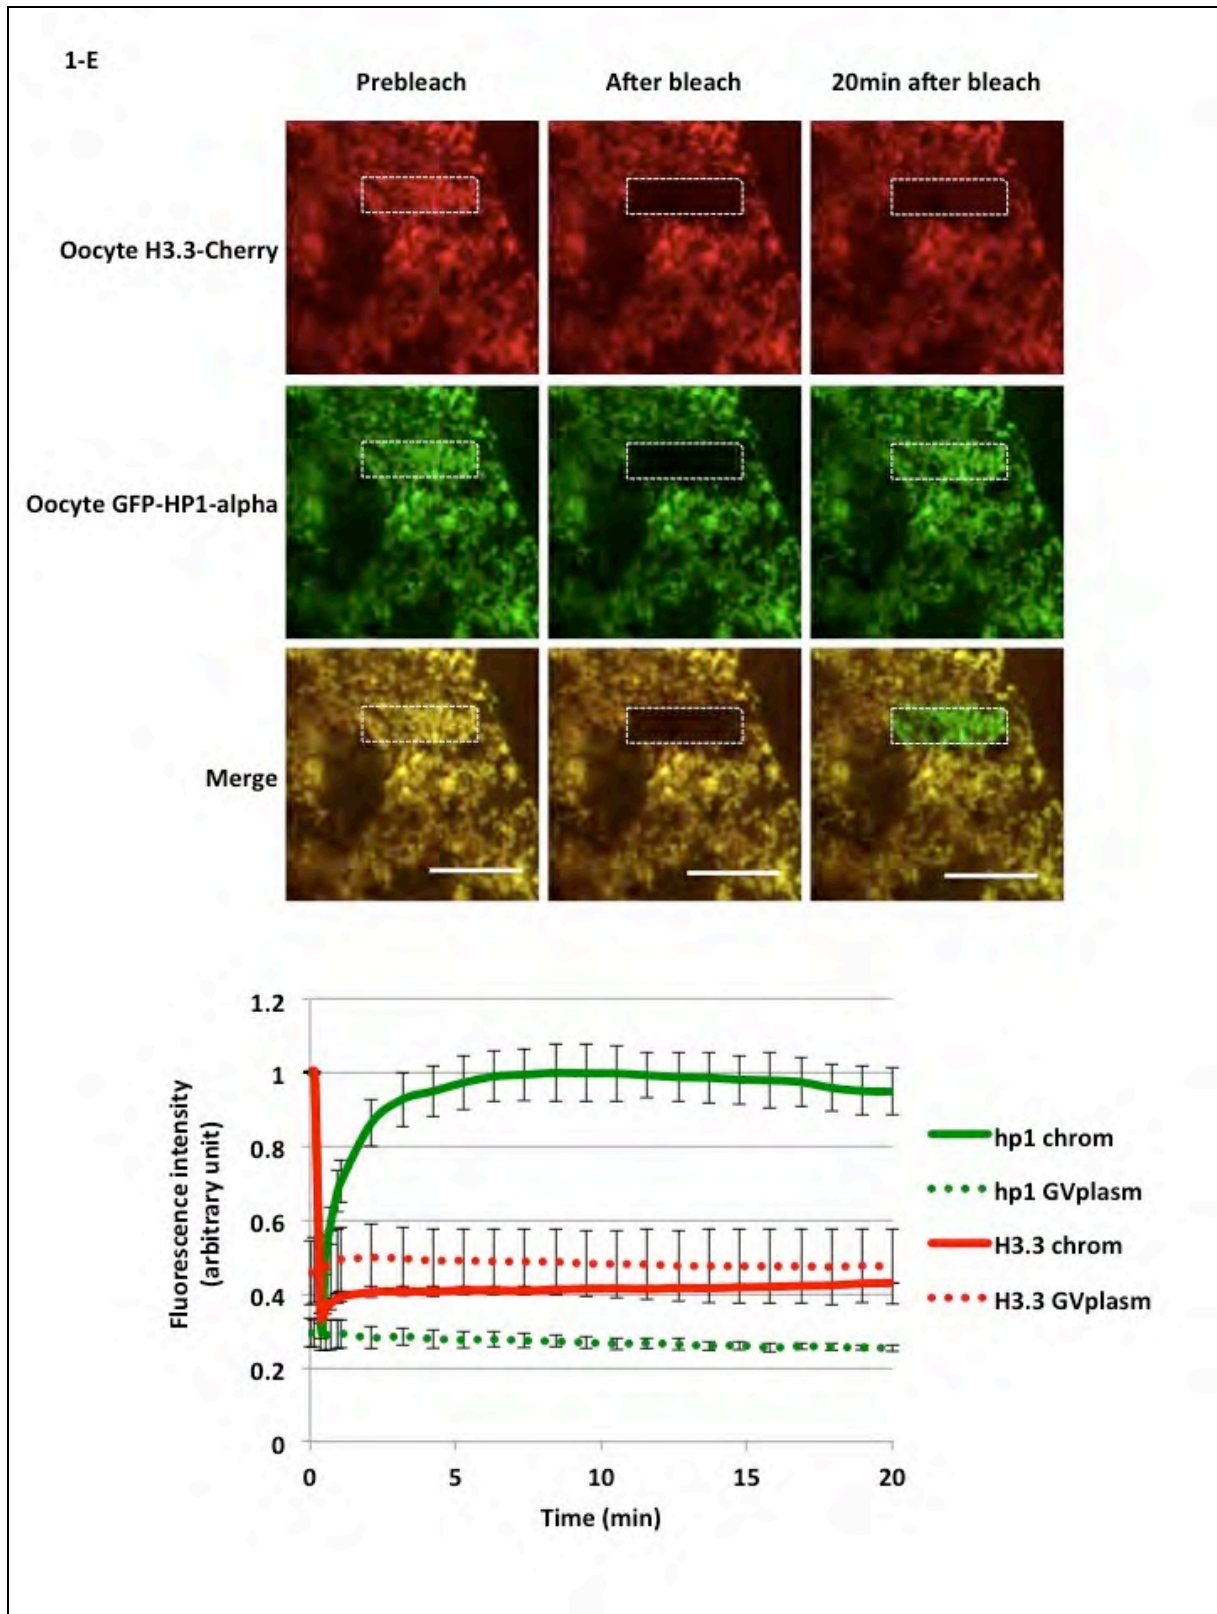 1-E
Prebleach After bleach 20min after bleach
Oocyte H3.3-Cherry
Oocyte GFP-HP1-alpha
Merge
1.2
1
0.8
0.6
0.4
0.2
0
Fluorescence intensity
(arbitrary unit)
0 5 10 15 20
Time (min)
hp1 chrom
hp1 GVplasm
H3.3 chrom
H3.3 GVplasm